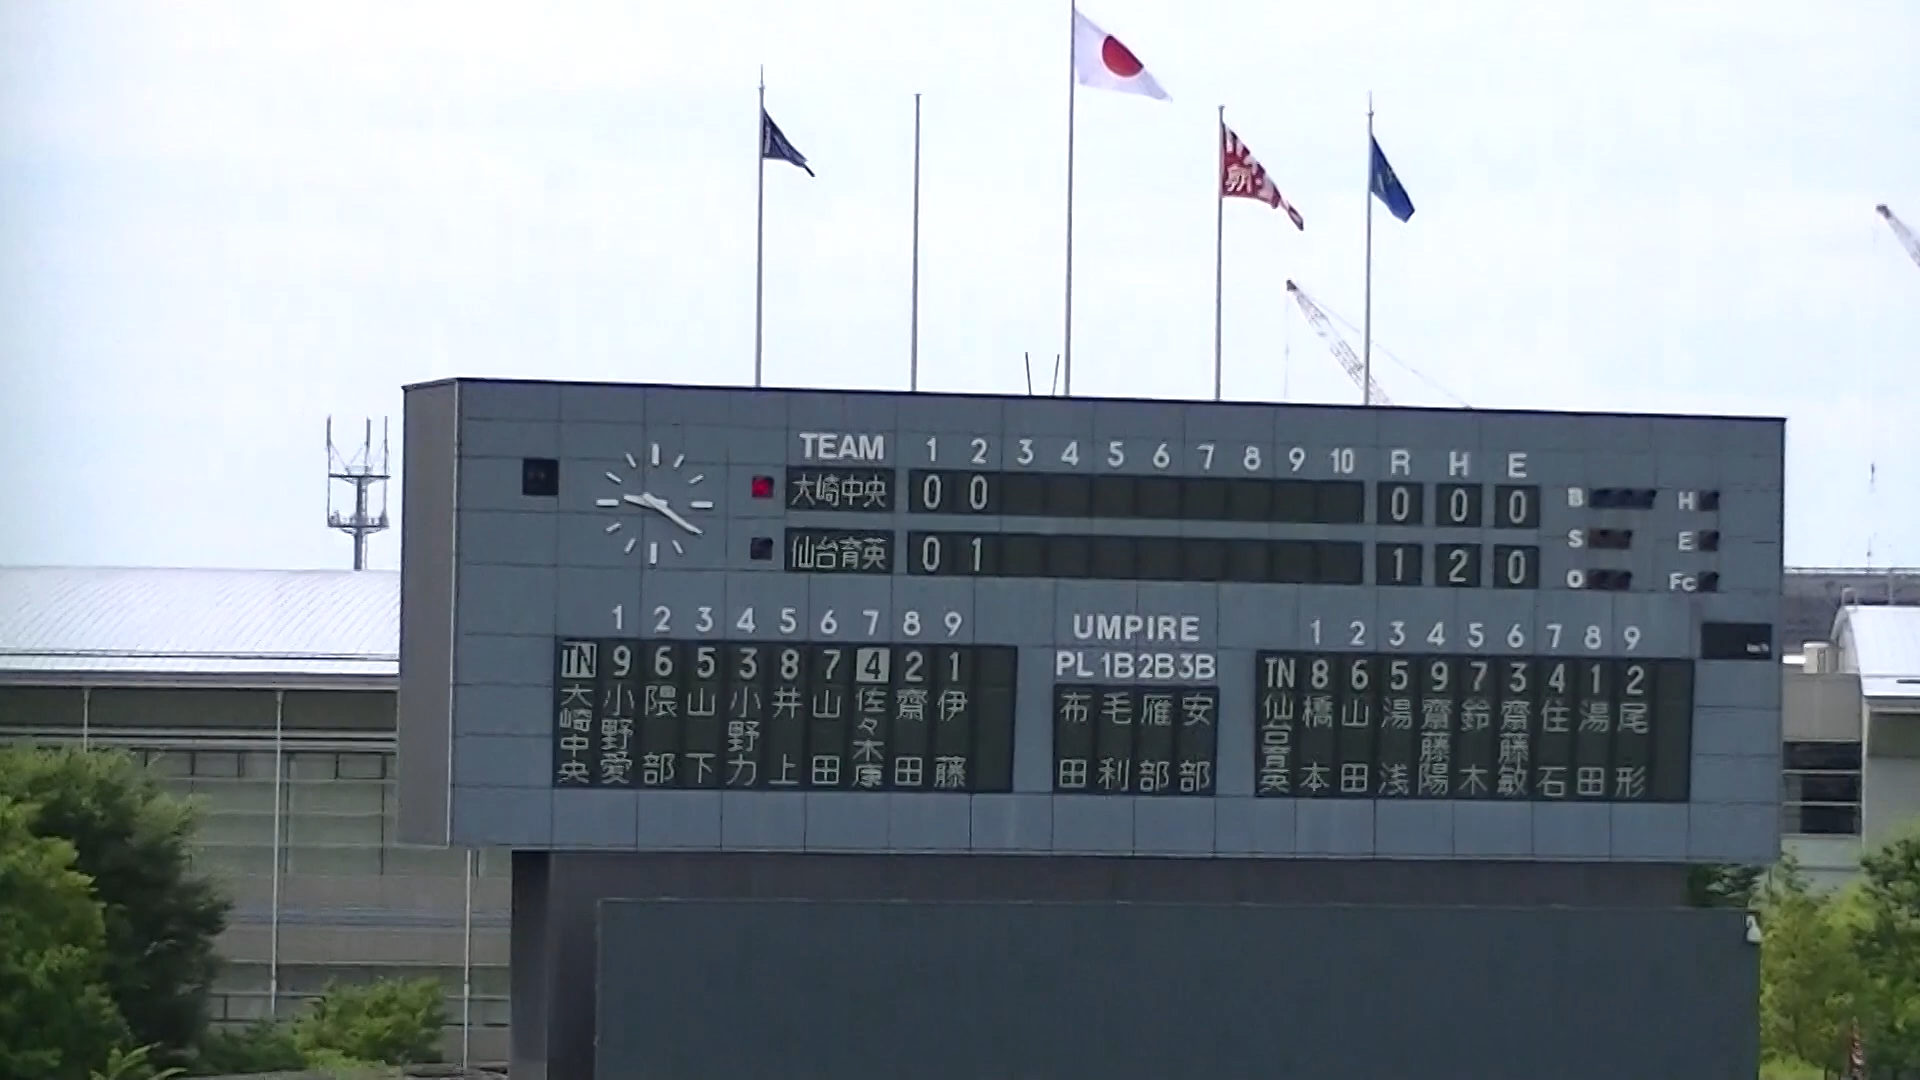 TEAM 1 2 3 4 5 6 7 8 9 10 R H E
大崎中央 0 0 0 0 0
仙台育英 0 1 1 2 0
B H
S E
O Fc
1 2 3 4 5 6 7 8 9
IN 9 6 5 3 8 7 4 2 1
大崎中央 小野愛 隈部 山下 小野力 井上 山田 佐々木康 齋田 伊藤
UMPIRE
PL 1B 2B 3B
布田 毛利 雁部 安部
1 2 3 4 5 6 7 8 9
IN 8 6 5 9 7 3 4 1 2
仙台育英 橋本 山田 湯浅 齋藤陽 鈴木 齋藤敏 住石 湯田 尾形